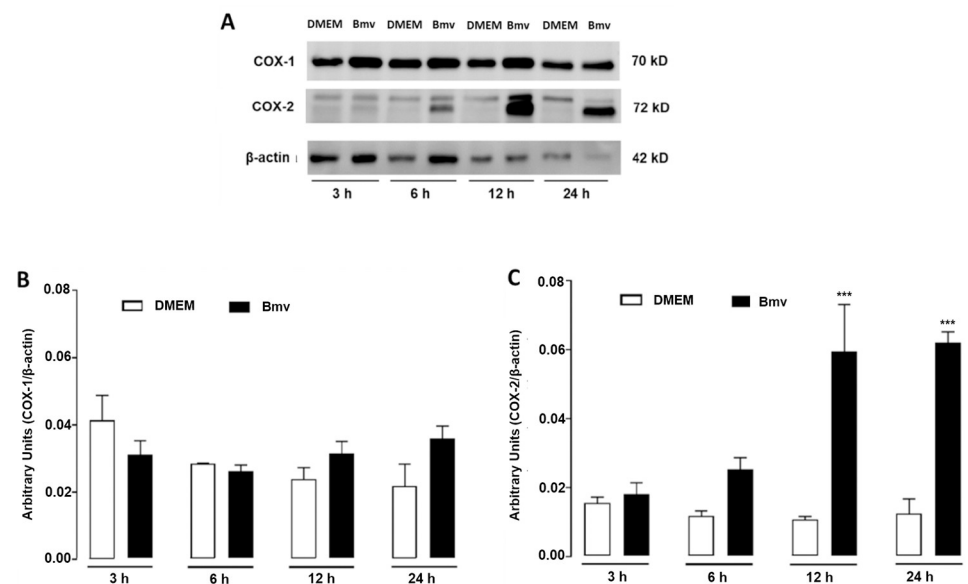 A
DMEM Bmv DMEM Bmv DMEM Bmv DMEM Bmv
COX-1 70 kD
COX-2 72 kD
β-actin 42 kD
3 h 6 h 12 h 24 h
B
Arbitrary Units (COX-1/β-actin)
DMEM Bmv
0.08
0.06
0.04
0.02
0.00
3 h 6 h 12 h 24 h
C
Arbitrary Units (COX-2/β-actin)
DMEM Bmv
0.08
0.06
0.04
0.02
0.00
*** ***
3 h 6 h 12 h 24 h